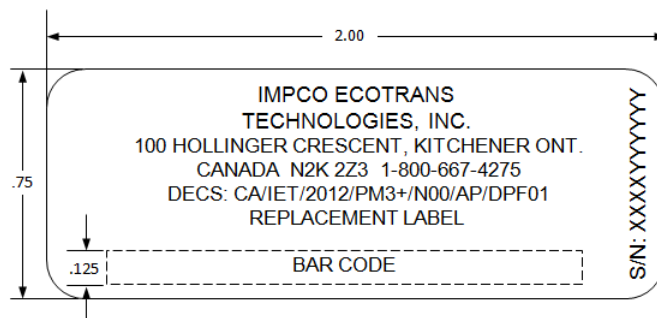 2.00
IMPCO ECOTRANS
TECHNOLOGIES, INC.
100 HOLLINGER CRESCENT, KITCHENER ONT.
CANADA N2K 2Z3 1-800-667-4275
DECS: CA/IET/2012/PM3+/N00/AP/DPF01
REPLACEMENT LABEL
.75
.125
BAR CODE
S/N: XXXXYYYYYYY